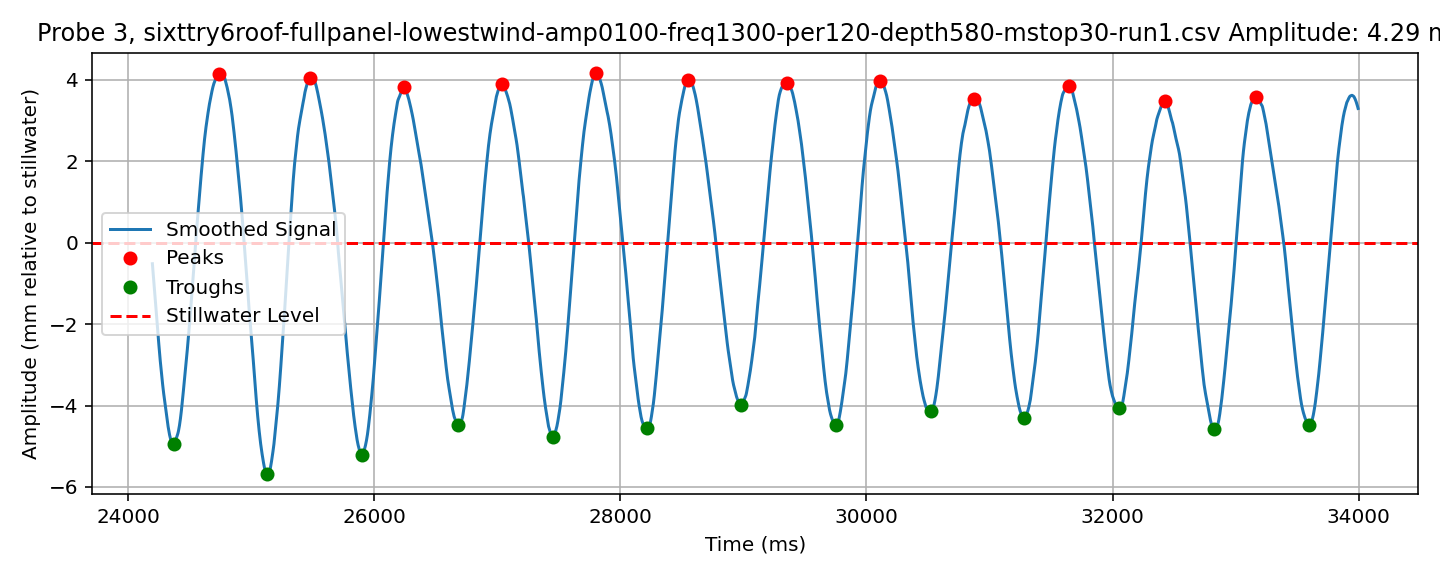 Probe 3, sixttry6roof-fullpanel-lowestwind-amp0100-freq1300-per120-depth580-mstop30-run1.csv Amplitude: 4.29
Amplitude (mm relative to stillwater)
4
2
0
−2
−4
−6
Smoothed Signal
Peaks
Troughs
Stillwater Level
24000 26000 28000 30000 32000 34000
Time (ms)